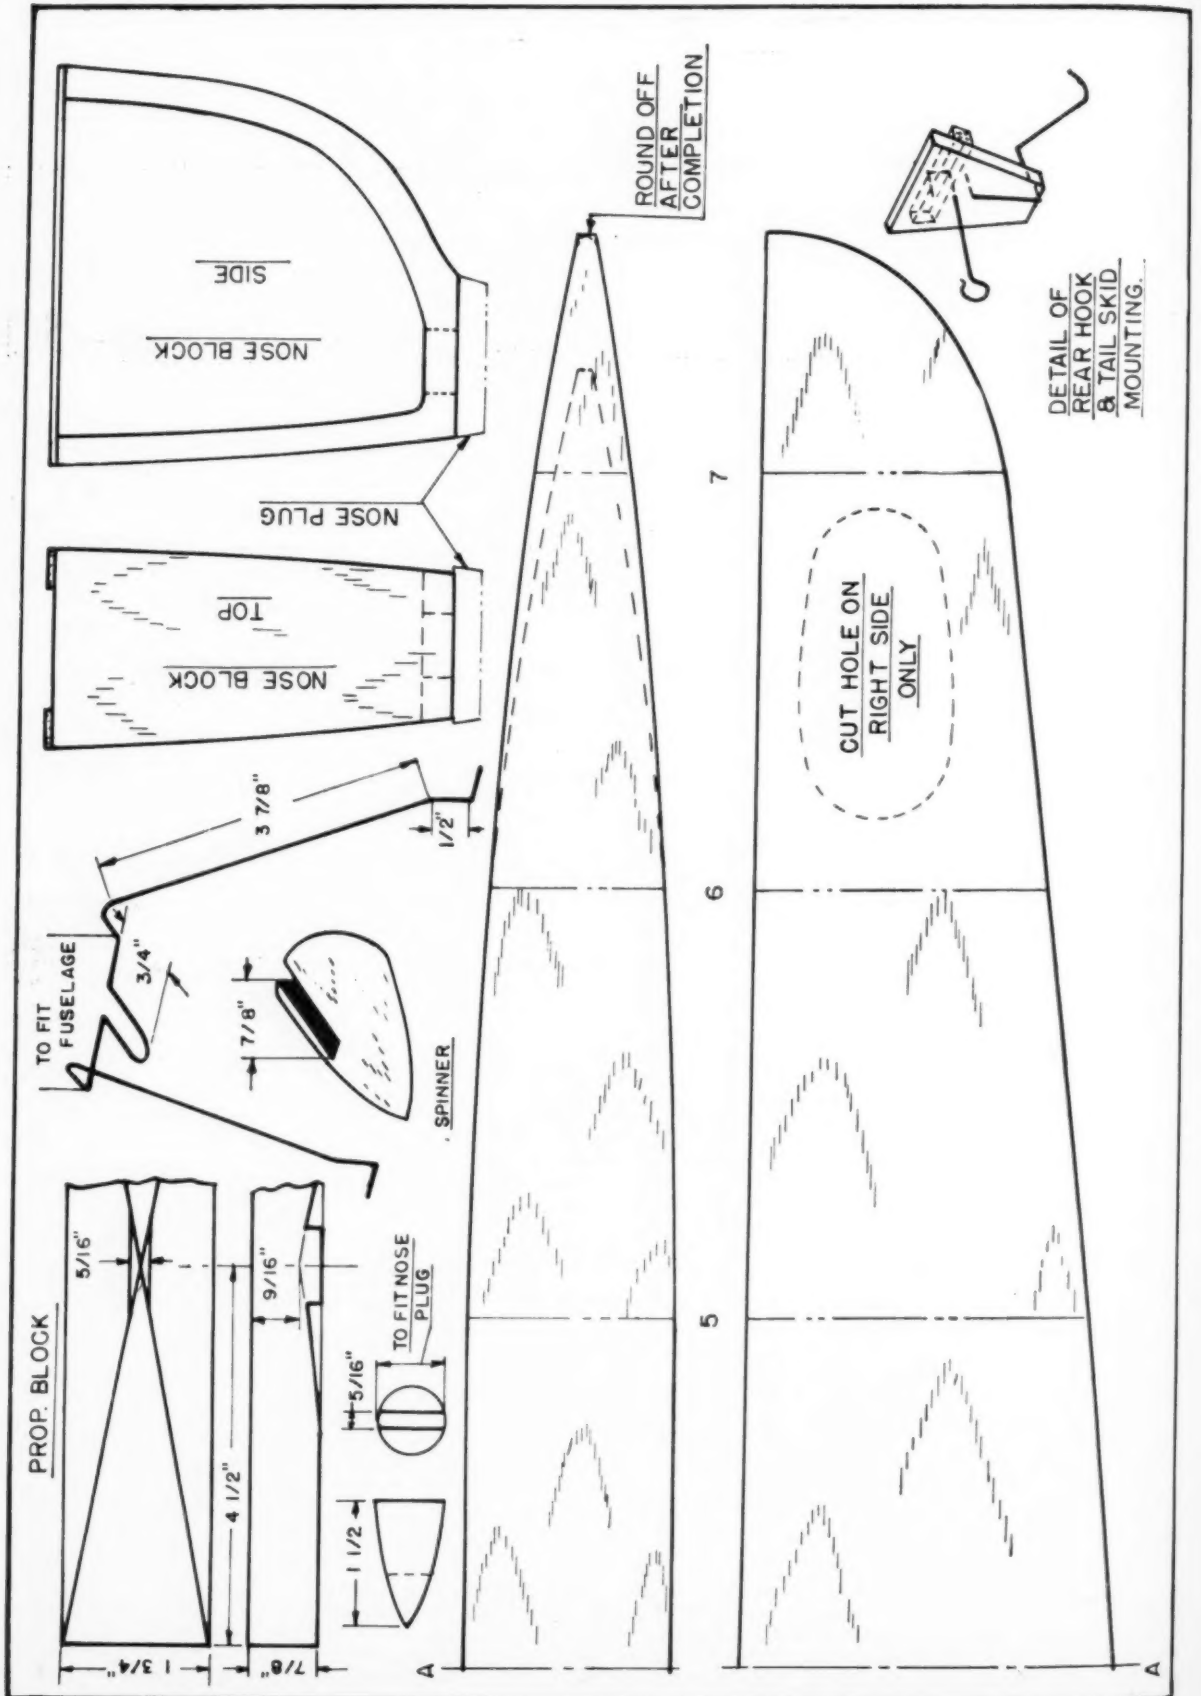 PROP. BLOCK
1 3/4"
5/16"
4 1/2"
7/8"
9/16"
1 1/2
5/16"
TO FIT NOSE
PLUG
TO FIT
FUSELAGE
3/4"
3 7/8"
1/2"
7/8"
SPINNER
NOSE BLOCK
TOP
NOSE PLUG
NOSE BLOCK
SIDE
ROUND OFF
AFTER
COMPLETION
A
5
6
7
CUT HOLE ON
RIGHT SIDE
ONLY
A
DETAIL OF
REAR HOOK
& TAIL SKID
MOUNTING.